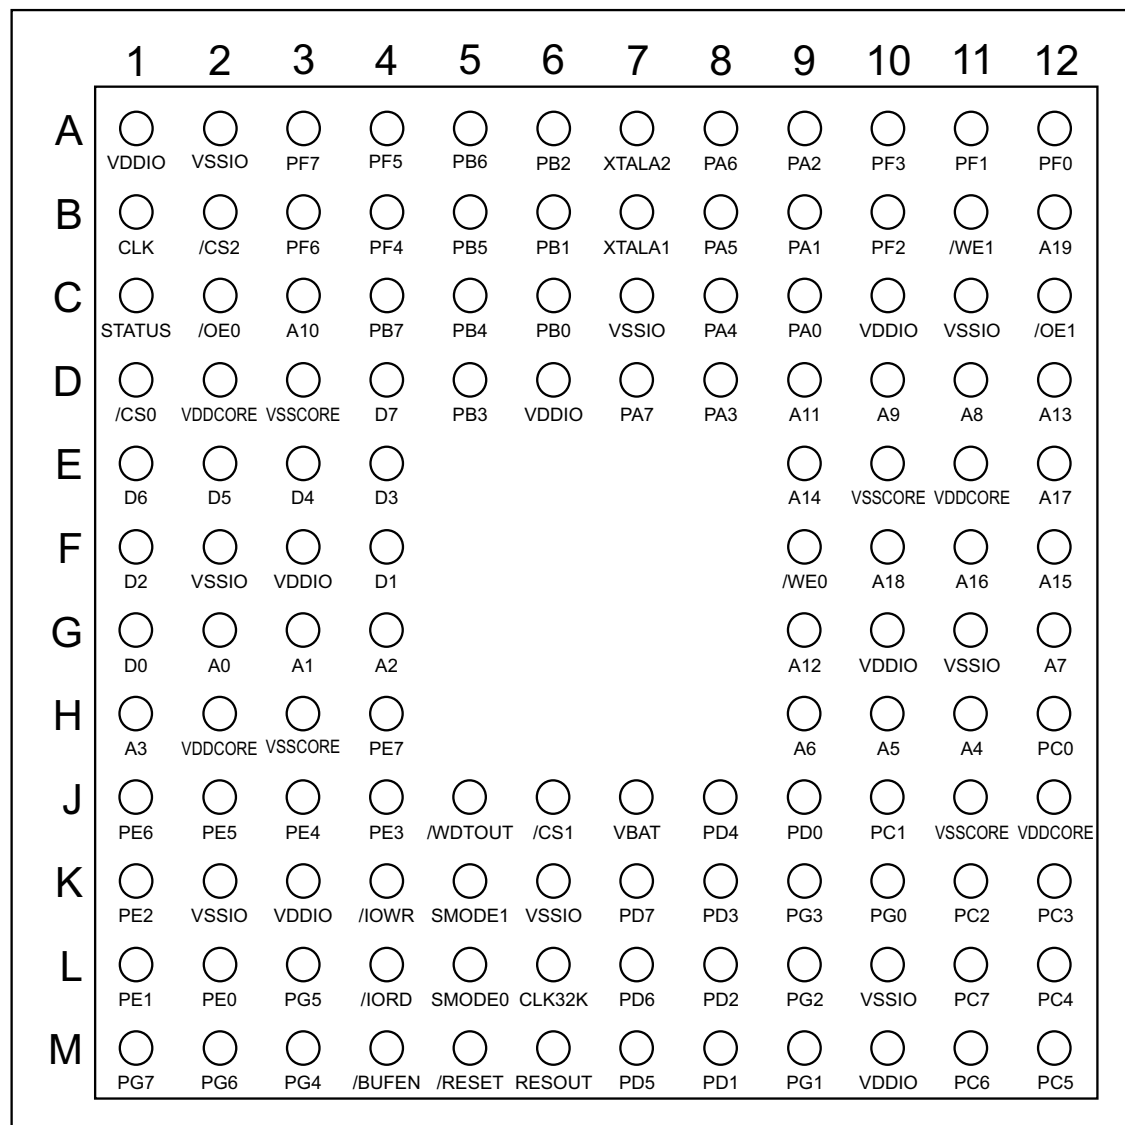 1 2 3 4 5 6 7 8 9 10 11 12
A
VDDIO VSSIO PF7 PF5 PB6 PB2 XTALA2 PA6 PA2 PF3 PF1 PF0
B
CLK /CS2 PF6 PF4 PB5 PB1 XTALA1 PA5 PA1 PF2 /WE1 A19
C
STATUS /OE0 A10 PB7 PB4 PB0 VSSIO PA4 PA0 VDDIO VSSIO /OE1
D
/CS0 VDDCORE VSSCORE D7 PB3 VDDIO PA7 PA3 A11 A9 A8 A13
E
D6 D5 D4 D3 A14 VSSCORE VDDCORE A17
F
D2 VSSIO VDDIO D1 /WE0 A18 A16 A15
G
D0 A0 A1 A2 A12 VDDIO VSSIO A7
H
A3 VDDCORE VSSCORE PE7 A6 A5 A4 PC0
J
PE6 PE5 PE4 PE3 /WDTOUT /CS1 VBAT PD4 PD0 PC1 VSSCORE VDDCORE
K
PE2 VSSIO VDDIO /IOWR SMODE1 VSSIO PD7 PD3 PG3 PG0 PC2 PC3
L
PE1 PE0 PG5 /IORD SMODE0 CLK32K PD6 PD2 PG2 VSSIO PC7 PC4
M
PG7 PG6 PG4 /BUFEN /RESET RESOUT PD5 PD1 PG1 VDDIO PC6 PC5